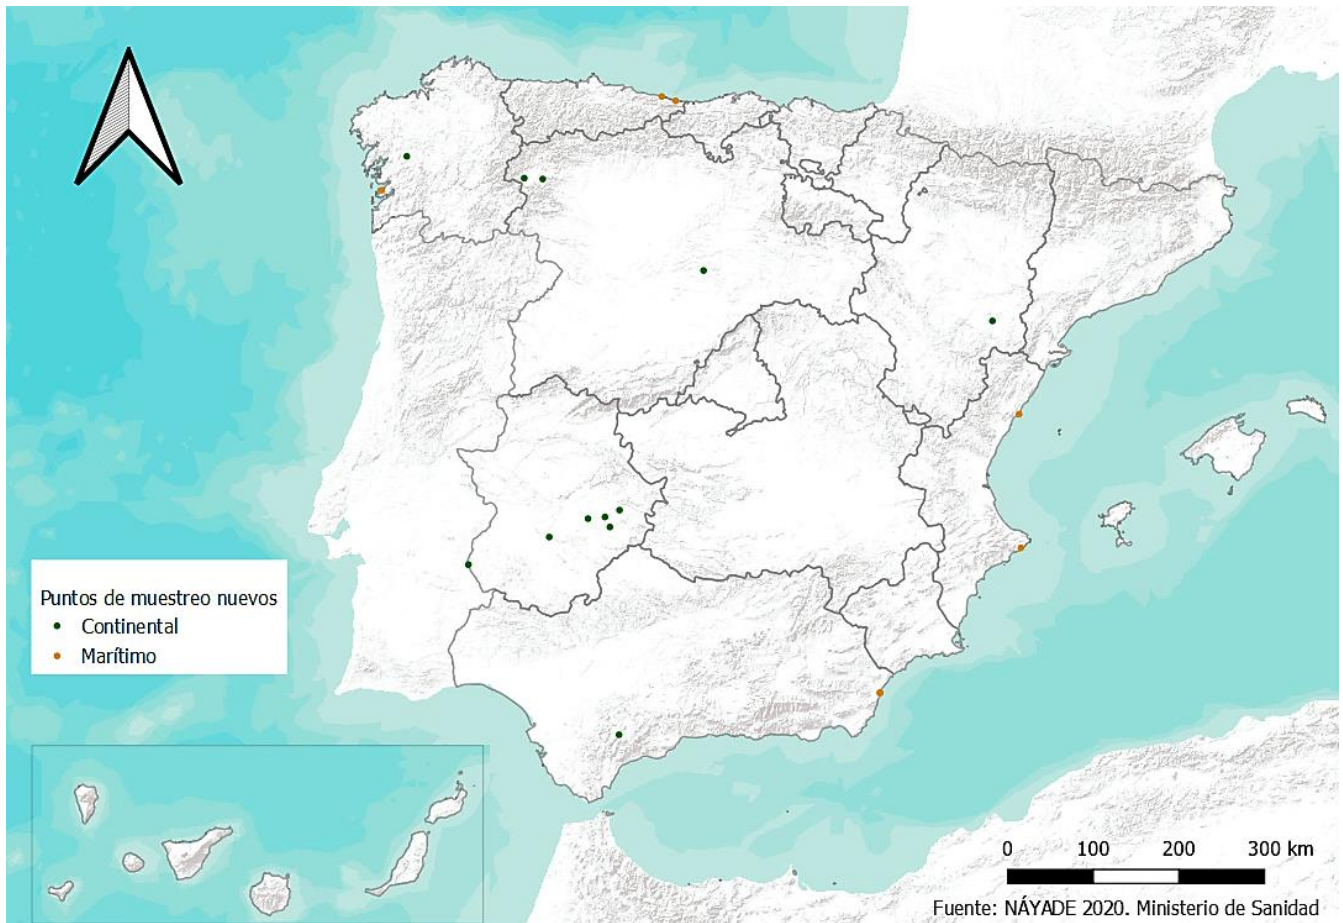 Puntos de muestreo nuevos
Continental
Marítimo
0 100 200 300 km
Fuente: NÁYADE 2020. Ministerio de Sanidad